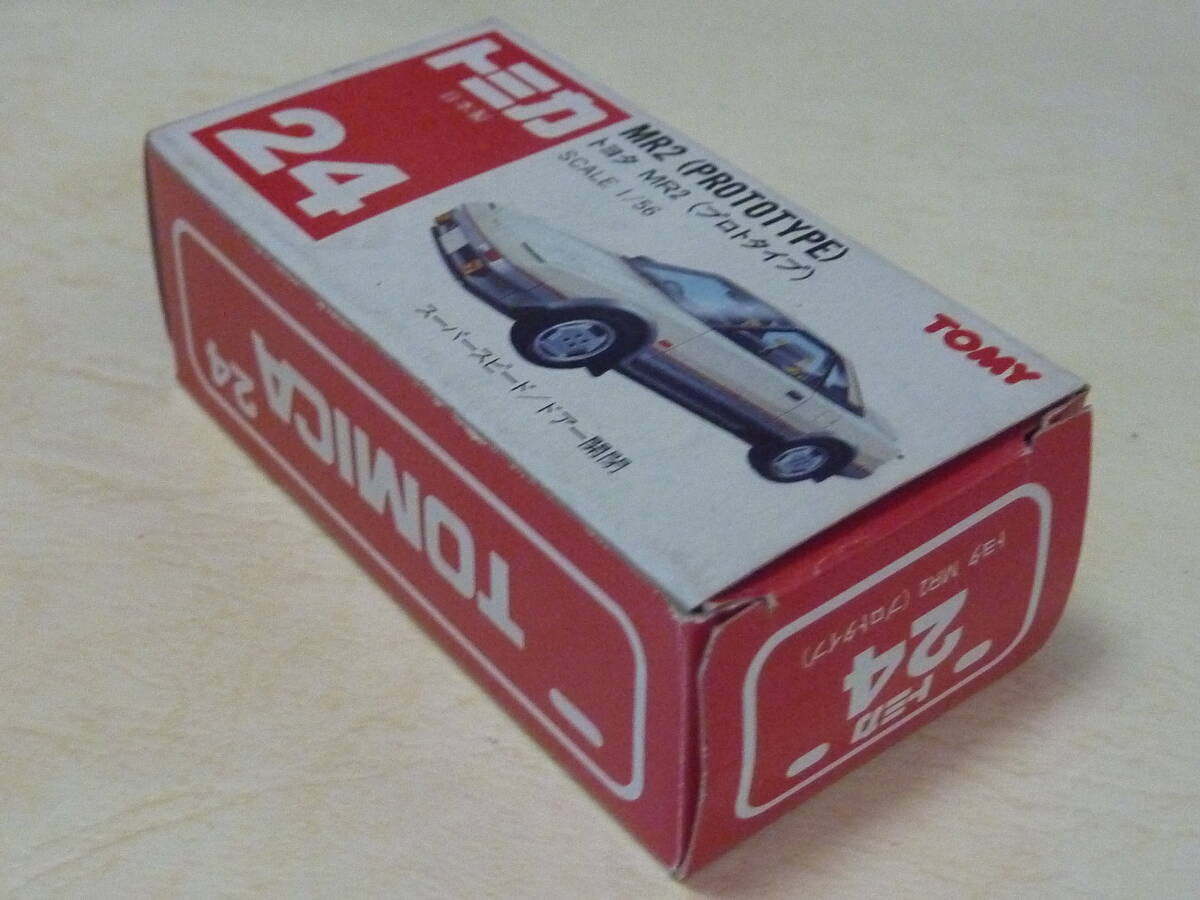 トミカ
日本製
24
MR2 (PROTOTYPE)
トヨタ MR2 (プロトタイプ)
SCALE 1/56
スーパースピード/ドアー開閉
TOMY
TOMICA 24
トミカ
24
トヨタ MR2 (プロトタイプ)